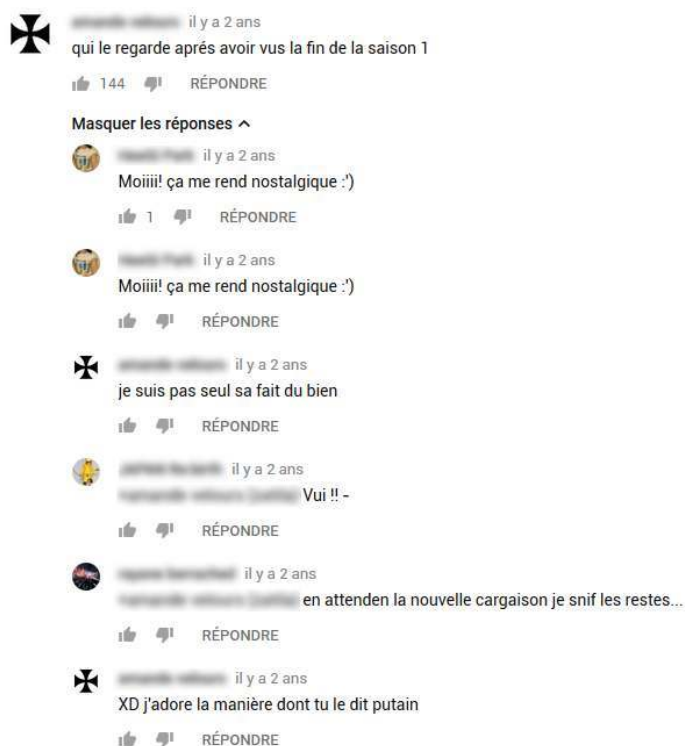 il y a 2 ans
qui le regarde aprés avoir vus la fin de la saison 1
144 RÉPONDRE
Masquer les réponses
il y a 2 ans
Moiiii! ça me rend nostalgique :')
1 RÉPONDRE
il y a 2 ans
Moiiii! ça me rend nostalgique :')
RÉPONDRE
il y a 2 ans
je suis pas seul sa fait du bien
RÉPONDRE
il y a 2 ans
Vui !! -
RÉPONDRE
il y a 2 ans
en attenden la nouvelle cargaison je snif les restes...
RÉPONDRE
il y a 2 ans
XD j'adore la manière dont tu le dit putain
RÉPONDRE